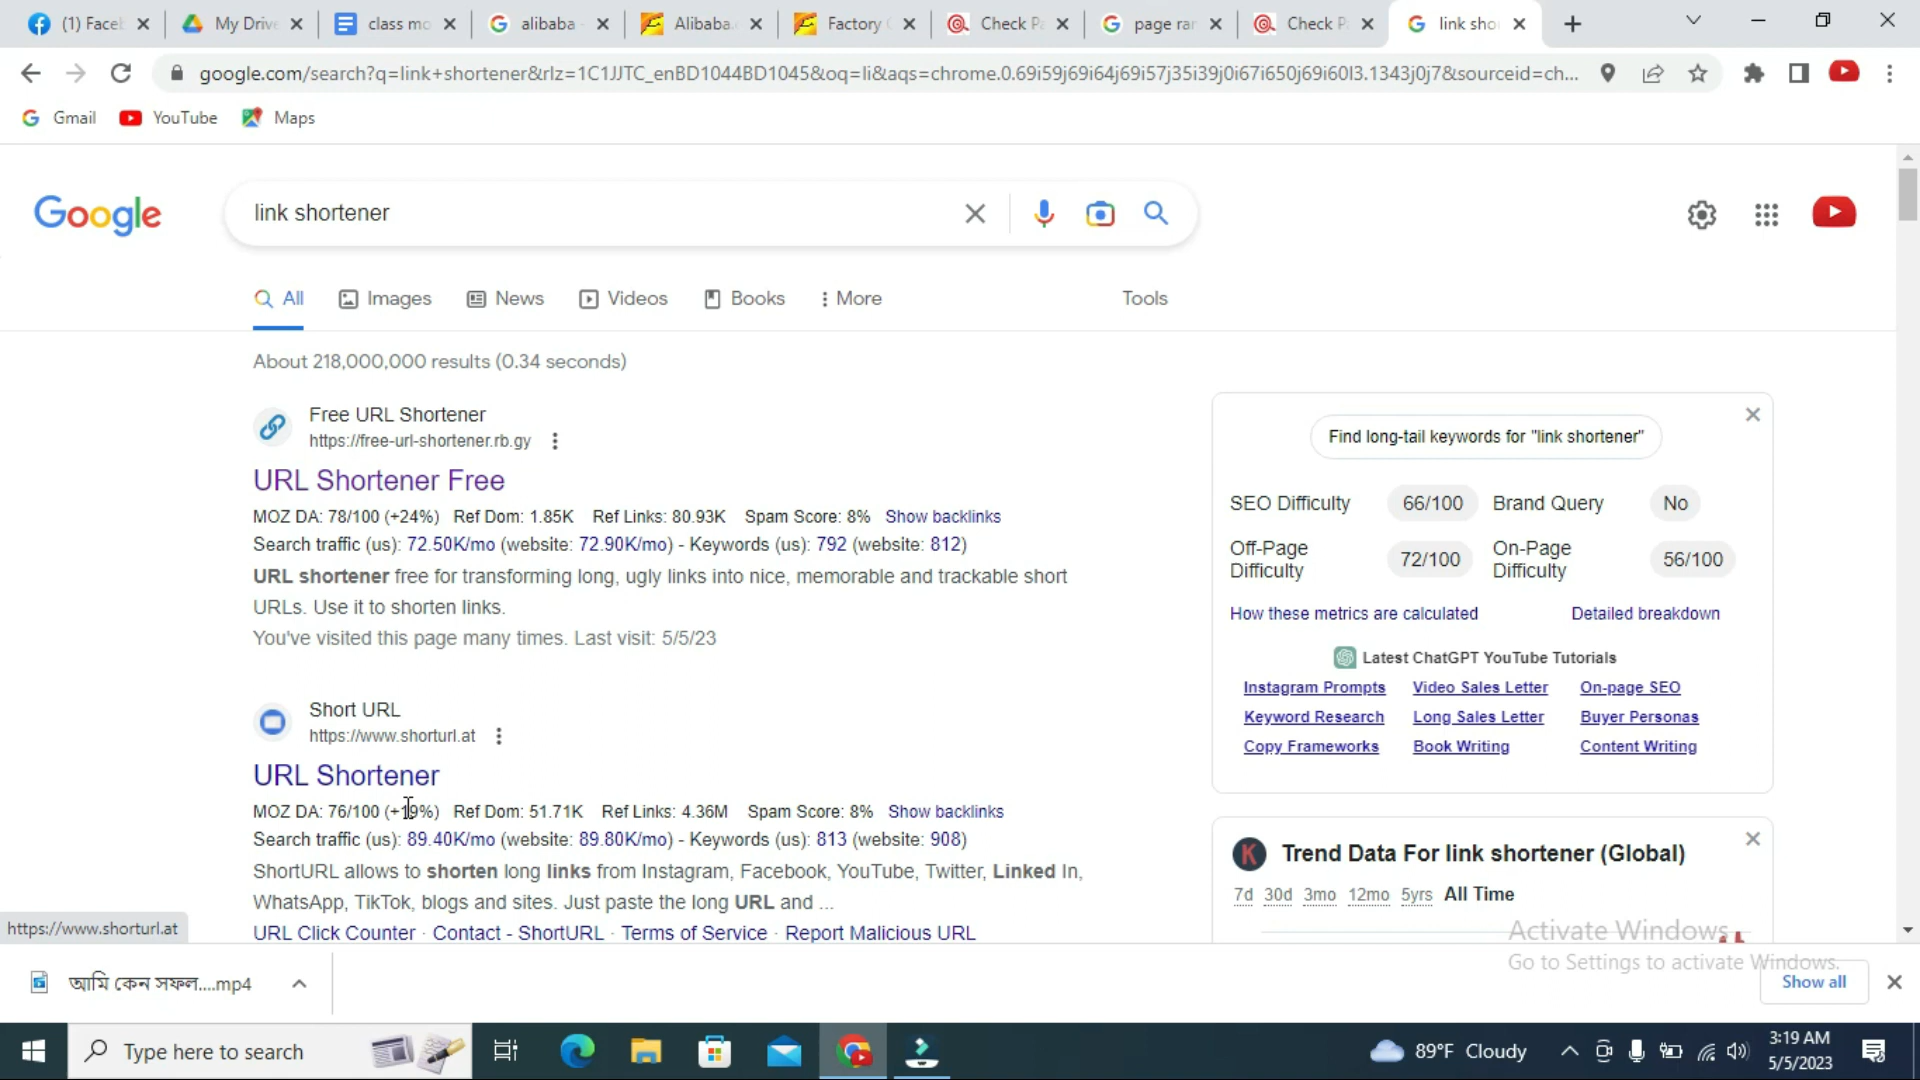 (1) Faceb
My Drive
class mo
alibaba -
Alibaba.
Factory
Check Pa
page ran
Check Pa
link shor
google.com/search?q=link+shortener&rlz=1C1JJTC_enBD1044BD1045&oq=li&aqs=chrome.0.69i59j69i64j69i57j35i39j0i67i650j69i60l3.1343j0j7&sourceid=ch...
Gmail YouTube Maps
Google
link shortener
All Images News Videos Books More Tools
About 218,000,000 results (0.34 seconds)
Free URL Shortener
https://free-url-shortener.rb.gy
URL Shortener Free
MOZ DA: 78/100 (+24%) Ref Dom: 1.85K Ref Links: 80.93K Spam Score: 8% Show backlinks
Search traffic (us): 72.50K/mo (website: 72.90K/mo) - Keywords (us): 792 (website: 812)
URL shortener free for transforming long, ugly links into nice, memorable and trackable short
URLs. Use it to shorten links.
You've visited this page many times. Last visit: 5/5/23
Short URL
https://www.shorturl.at
URL Shortener
MOZ DA: 76/100 (+19%) Ref Dom: 51.71K Ref Links: 4.36M Spam Score: 8% Show backlinks
Search traffic (us): 89.40K/mo (website: 89.80K/mo) - Keywords (us): 813 (website: 908)
ShortURL allows to shorten long links from Instagram, Facebook, YouTube, Twitter, Linked In,
WhatsApp, TikTok, blogs and sites. Just paste the long URL and ...
URL Click Counter · Contact - ShortURL · Terms of Service · Report Malicious URL
Find long-tail keywords for "link shortener"
SEO Difficulty 66/100 Brand Query No
Off-Page Difficulty 72/100 On-Page Difficulty 56/100
How these metrics are calculated Detailed breakdown
Latest ChatGPT YouTube Tutorials
Instagram Prompts Video Sales Letter On-page SEO
Keyword Research Long Sales Letter Buyer Personas
Copy Frameworks Book Writing Content Writing
K Trend Data For link shortener (Global)
7d 30d 3mo 12mo 5yrs All Time
Activate Windows
Go to Settings to activate Windows.
https://www.shorturl.at
আমি কেন সফল....mp4
Show all
Type here to search
89°F Cloudy
3:19 AM
5/5/2023